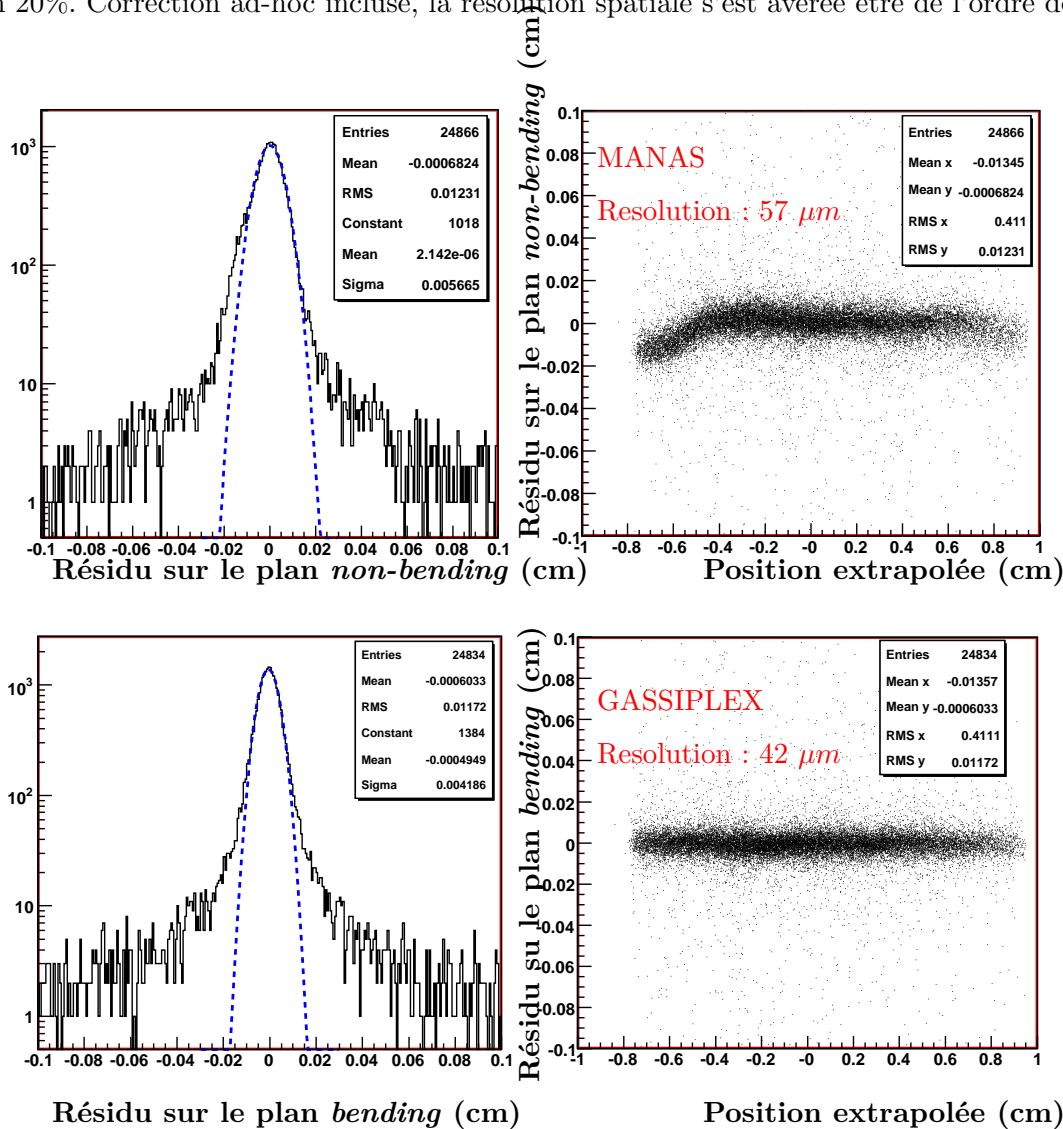 n 20%. Correction ad-hoc incluse, la résolution spatiale s'est avérée être de l'ordre de
Entries 24866
Mean -0.0006824
RMS 0.01231
Constant 1018
Mean 2.142e-06
Sigma 0.005665
10³
10²
10
1
-0.1 -0.08 -0.06 -0.04 -0.02 0 0.02 0.04 0.06 0.08 0.1
Résidu sur le plan non-bending (cm)
Résidu sur le plan non-bending (cm)
MANAS
Resolution : 57 µm
Entries 24866
Mean x -0.01345
Mean y -0.0006824
RMS x 0.411
RMS y 0.01231
0.1
0.08
0.06
0.04
0.02
0
-0.02
-0.04
-0.06
-0.08
-0.1
-1 -0.8 -0.6 -0.4 -0.2 -0 0.2 0.4 0.6 0.8 1
Position extrapolée (cm)
Entries 24834
Mean -0.0006033
RMS 0.01172
Constant 1384
Mean -0.0004949
Sigma 0.004186
10³
10²
10
1
-0.1 -0.08 -0.06 -0.04 -0.02 0 0.02 0.04 0.06 0.08 0.1
Résidu sur le plan bending (cm)
Résidu su le plan bending (cm)
GASSIPLEX
Resolution : 42 µm
Entries 24834
Mean x -0.01357
Mean y -0.0006033
RMS x 0.4111
RMS y 0.01172
0.1
0.08
0.06
0.04
0.02
0
-0.02
-0.04
-0.06
-0.08
-0.1
-1 -0.8 -0.6 -0.4 -0.2 -0 0.2 0.4 0.6 0.8 1
Position extrapolée (cm)